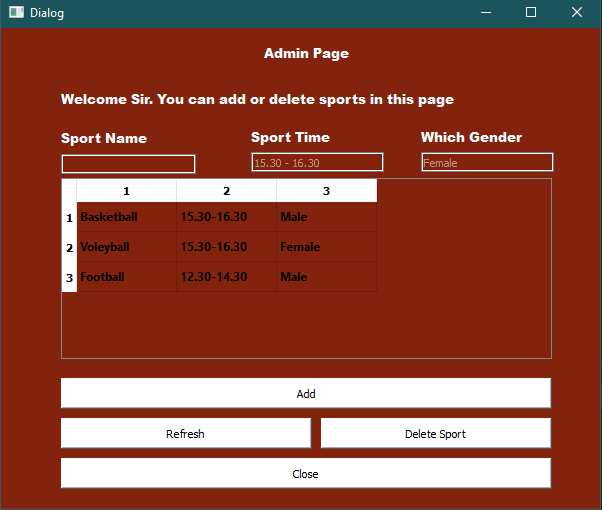 Dialog
Admin Page
Welcome Sir. You can add or delete sports in this page
Sport Name Sport Time Which Gender
15.30 - 16.30 Female
1 2 3
1 Basketball 15.30-16.30 Male
2 Voleyball 15.30-16.30 Female
3 Football 12.30-14.30 Male
Add
Refresh Delete Sport
Close